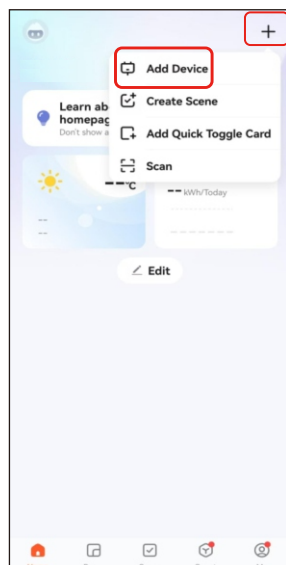 +
Add Device
Create Scene
Learn ab
homepag
Don't show a
Add Quick Toggle Card
Scan
--°C
-- kWh/Today
--
--
-------
Edit